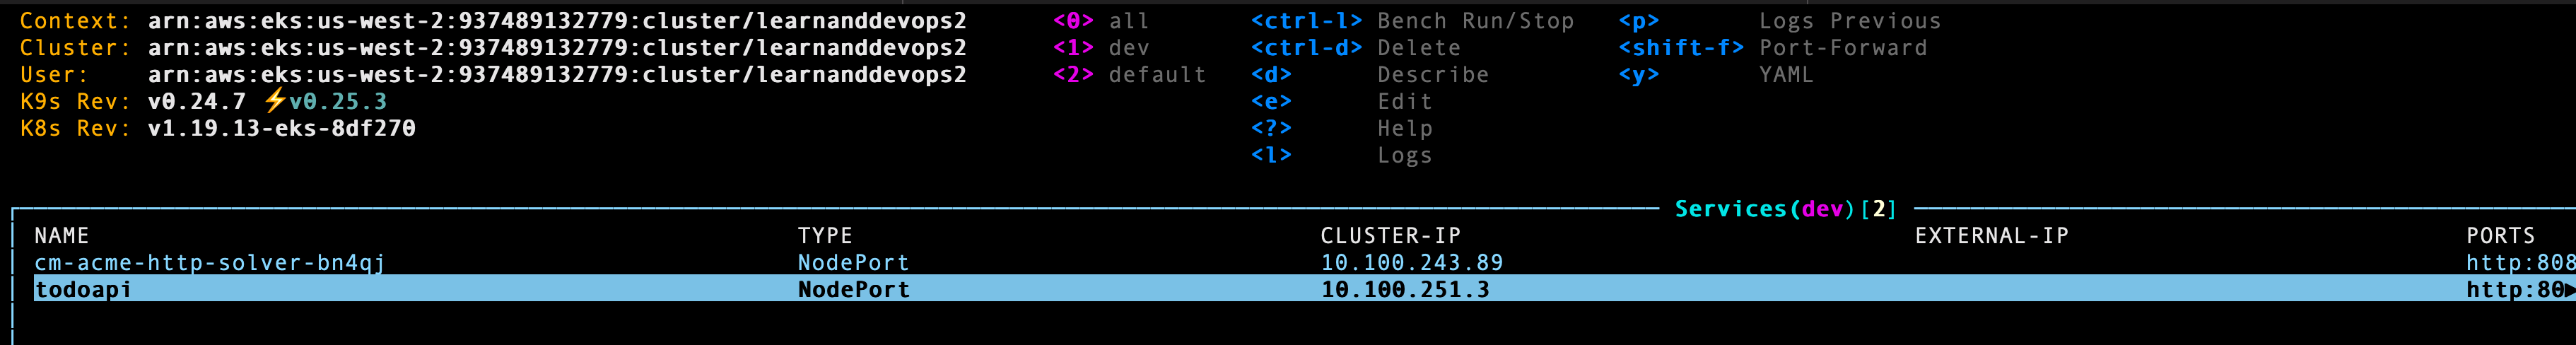 Context: arn:aws:eks:us-west-2:937489132779:cluster/learnanddevops2 <0> all <ctrl-l> Bench Run/Stop <p> Logs Previous
Cluster: arn:aws:eks:us-west-2:937489132779:cluster/learnanddevops2 <1> dev <ctrl-d> Delete <shift-f> Port-Forward
User: arn:aws:eks:us-west-2:937489132779:cluster/learnanddevops2 <2> default <d> Describe <y> YAML
K9s Rev: v0.24.7 ⚡v0.25.3 <e> Edit
K8s Rev: v1.19.13-eks-8df270 <?> Help
<l> Logs
Services(dev)[2]
NAME TYPE CLUSTER-IP EXTERNAL-IP PORTS
cm-acme-http-solver-bn4qj NodePort 10.100.243.89 http:808
todoapi NodePort 10.100.251.3 http:80►